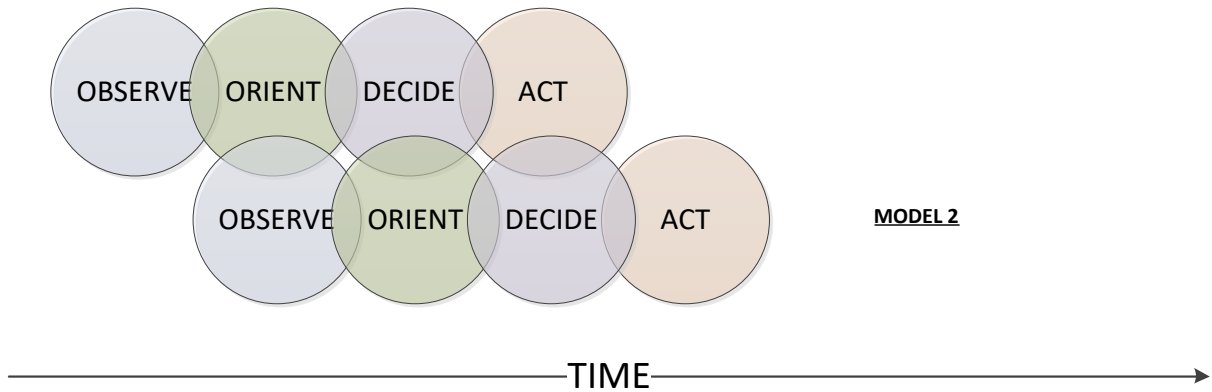 OBSERVE ORIENT DECIDE ACT
OBSERVE ORIENT DECIDE ACT
MODEL 2
TIME